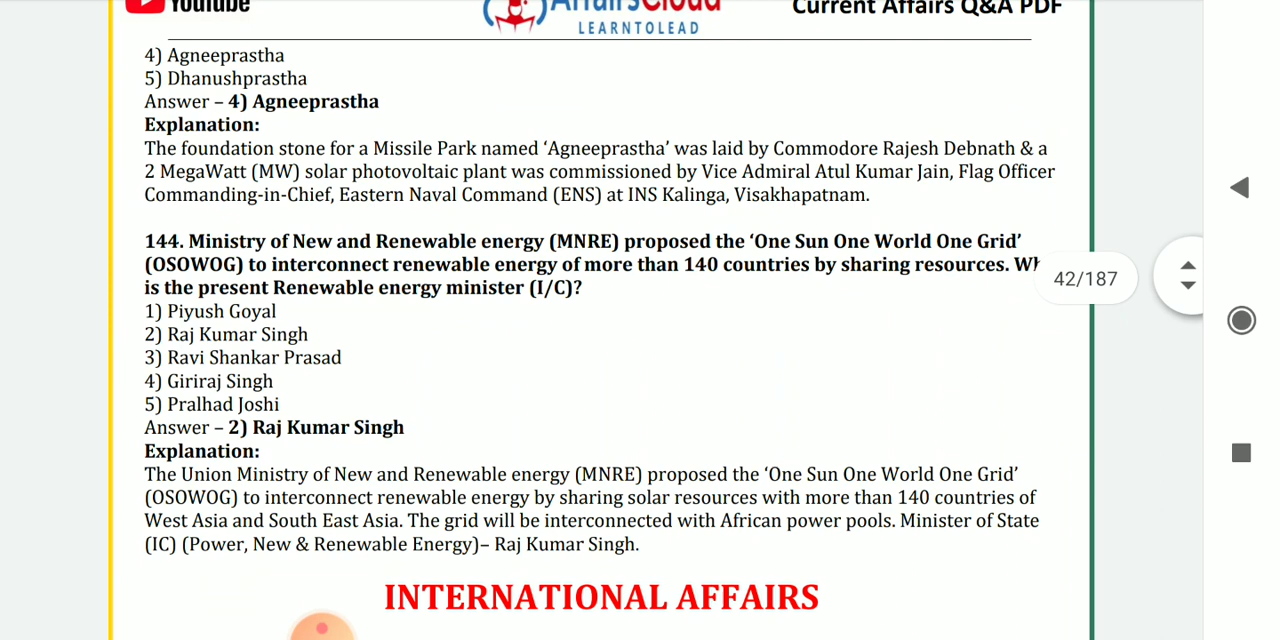 YouTube
AffairsCloud
Current Affairs Q&A PDF
LEARNTOLEAD
4) Agneeprastha
5) Dhanushprastha
Answer – 4) Agneeprastha
Explanation:
The foundation stone for a Missile Park named ‘Agneeprastha’ was laid by Commodore Rajesh Debnath & a
2 MegaWatt (MW) solar photovoltaic plant was commissioned by Vice Admiral Atul Kumar Jain, Flag Officer
Commanding-in-Chief, Eastern Naval Command (ENS) at INS Kalinga, Visakhapatnam.
144. Ministry of New and Renewable energy (MNRE) proposed the ‘One Sun One World One Grid’
(OSOWOG) to interconnect renewable energy of more than 140 countries by sharing resources.
is the present Renewable energy minister (I/C)?
42/187
1) Piyush Goyal
2) Raj Kumar Singh
3) Ravi Shankar Prasad
4) Giriraj Singh
5) Pralhad Joshi
Answer – 2) Raj Kumar Singh
Explanation:
The Union Ministry of New and Renewable energy (MNRE) proposed the ‘One Sun One World One Grid’
(OSOWOG) to interconnect renewable energy by sharing solar resources with more than 140 countries of
West Asia and South East Asia. The grid will be interconnected with African power pools. Minister of State
(IC) (Power, New & Renewable Energy)– Raj Kumar Singh.
INTERNATIONAL AFFAIRS